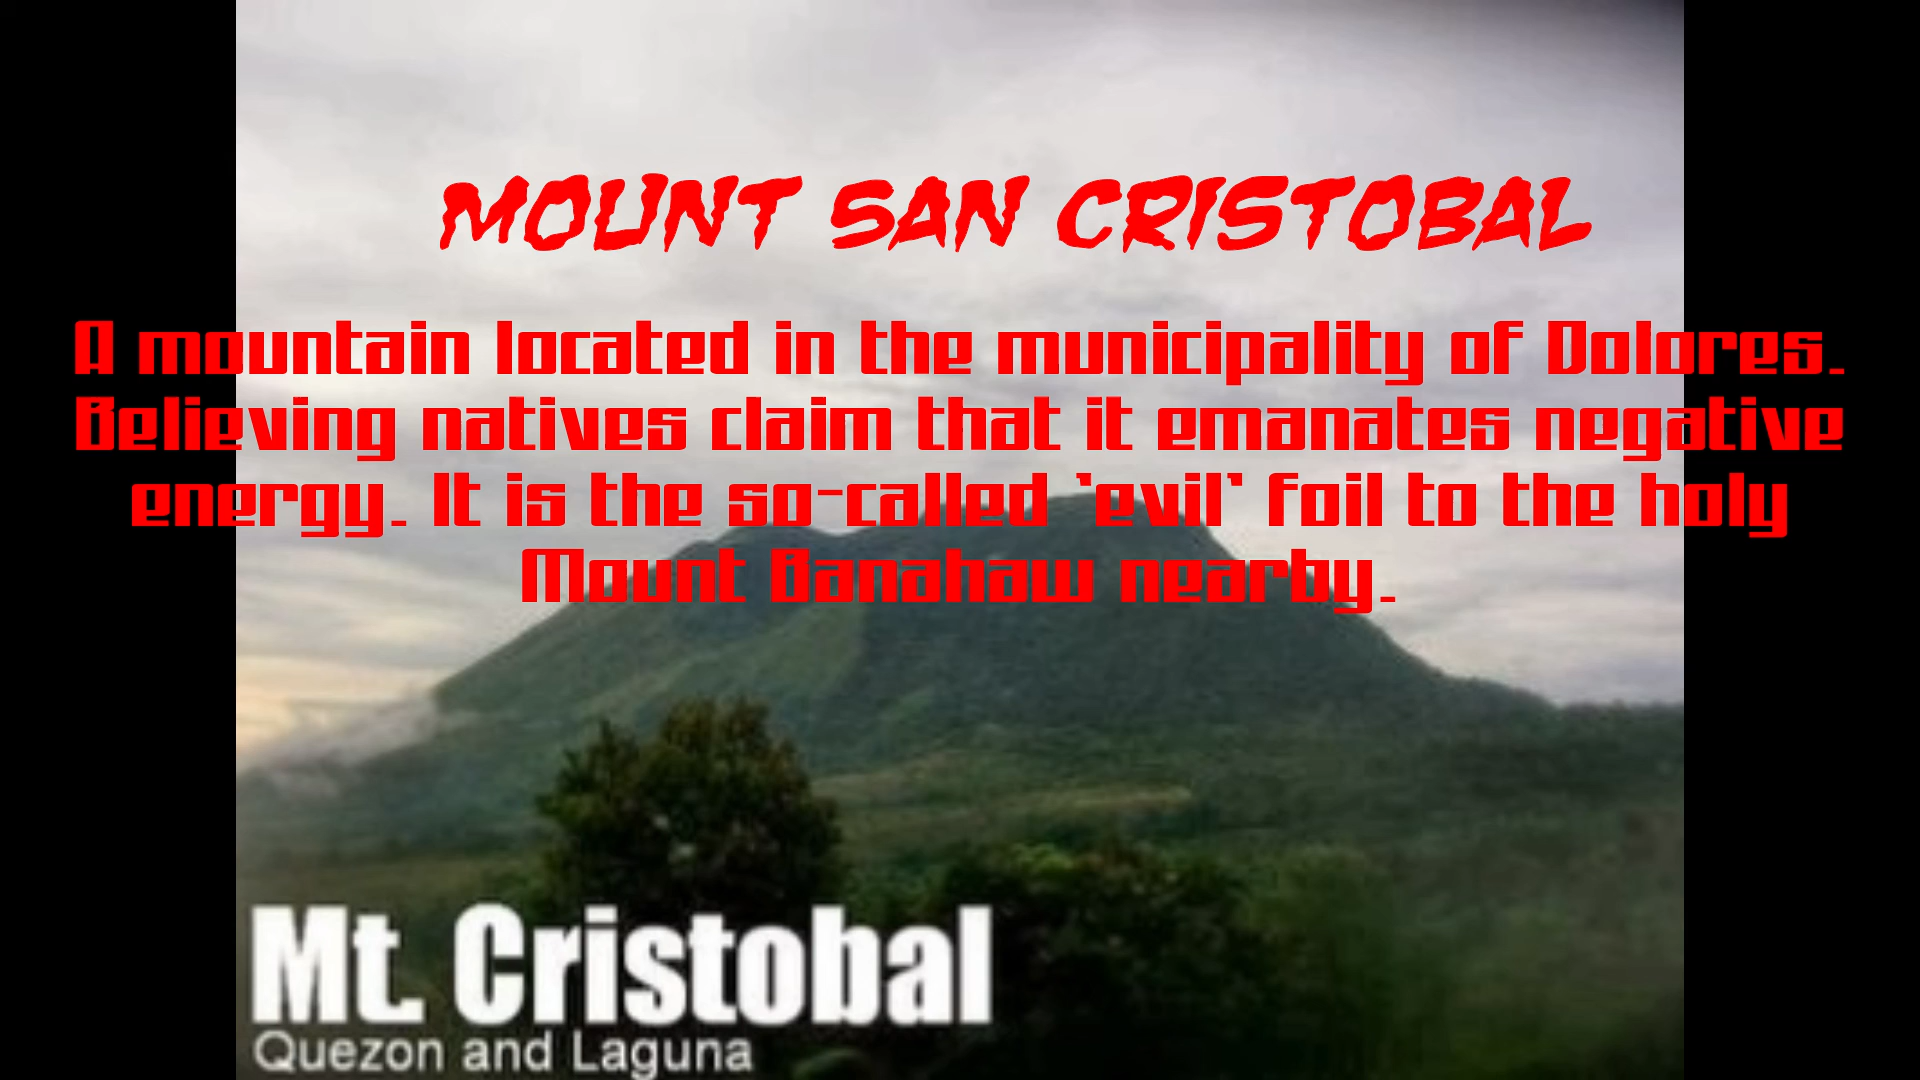 MOUNT SAN CRISTOBAL
A mountain located in the municipality of Dolores.
Believing natives claim that it emanates negative
energy. It is the so-called 'evil' foil to the holy
Mount Banahaw nearby.
Mt. Cristobal
Quezon and Laguna